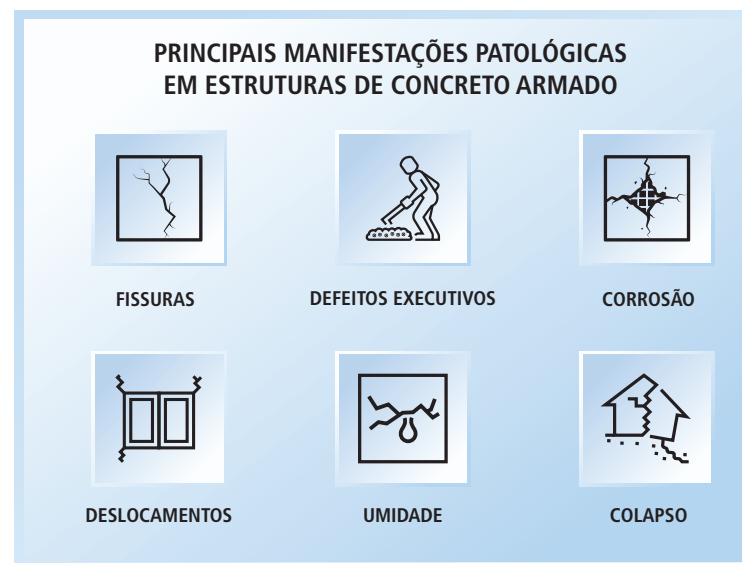 PRINCIPAIS MANIFESTAÇÕES PATOLÓGICAS
EM ESTRUTURAS DE CONCRETO ARMADO
FISSURAS
DEFEITOS EXECUTIVOS
CORROSÃO
DESLOCAMENTOS
UMIDADE
COLAPSO